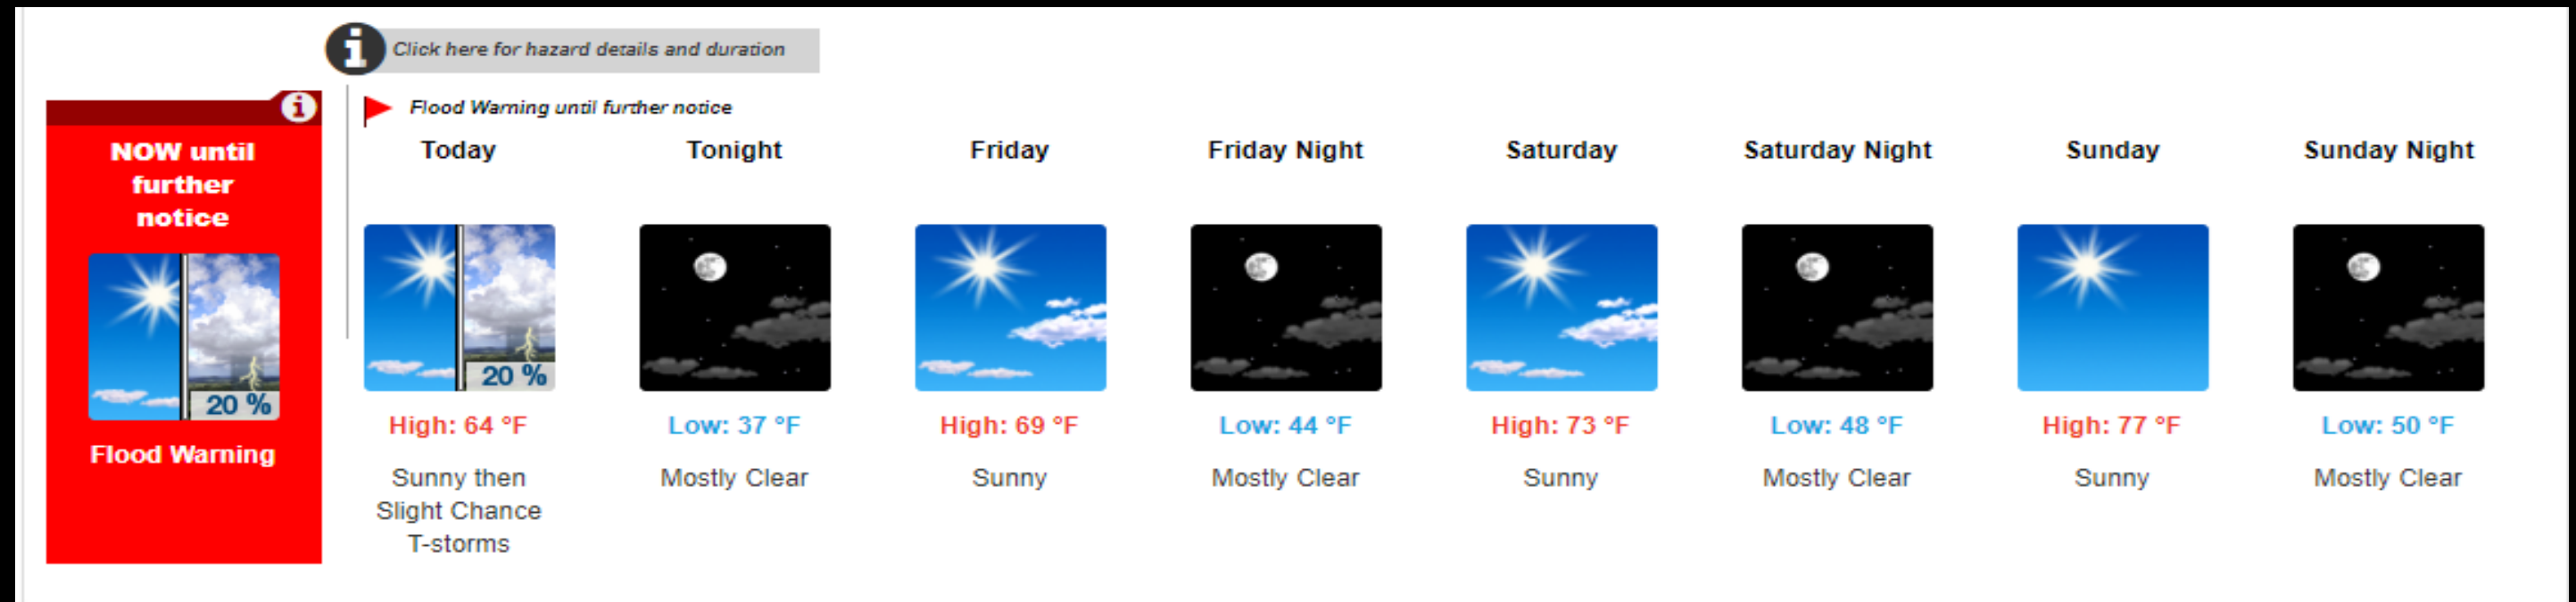 Click here for hazard details and duration
Flood Warning until further notice
NOW until
further
notice
20 %
Flood Warning
Today
20 %
High: 64 °F
Sunny then
Slight Chance
T-storms
Tonight
Low: 37 °F
Mostly Clear
Friday
High: 69 °F
Sunny
Friday Night
Low: 44 °F
Mostly Clear
Saturday
High: 73 °F
Sunny
Saturday Night
Low: 48 °F
Mostly Clear
Sunday
High: 77 °F
Sunny
Sunday Night
Low: 50 °F
Mostly Clear